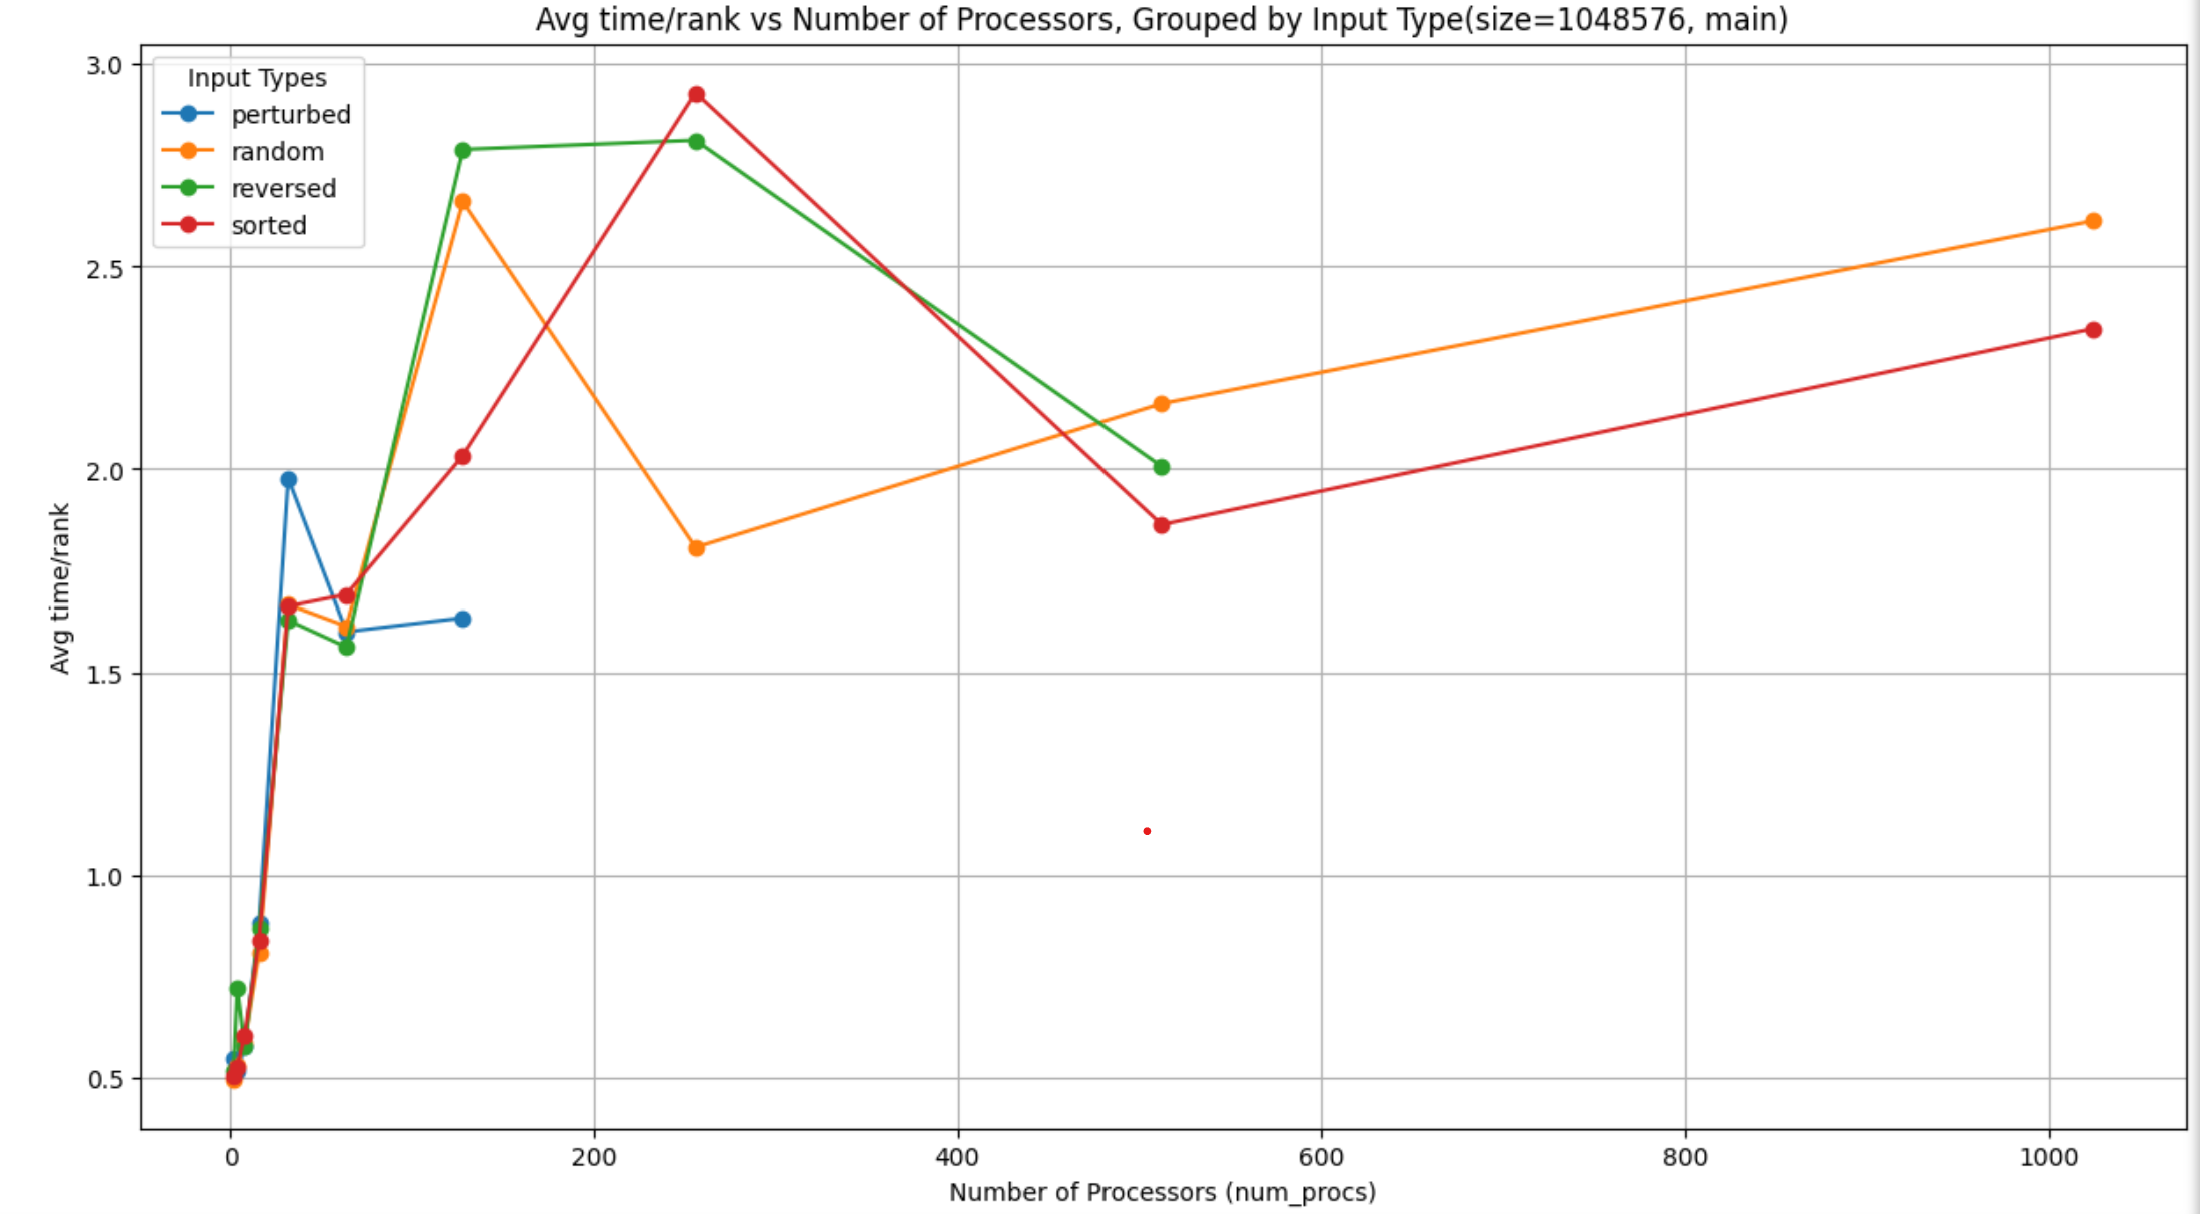 Avg time/rank vs Number of Processors, Grouped by Input Type(size=1048576, main)
Input Types
perturbed
random
reversed
sorted
3.0
2.5
2.0
1.5
1.0
0.5
Avg time/rank
0 200 400 600 800 1000
Number of Processors (num_procs)